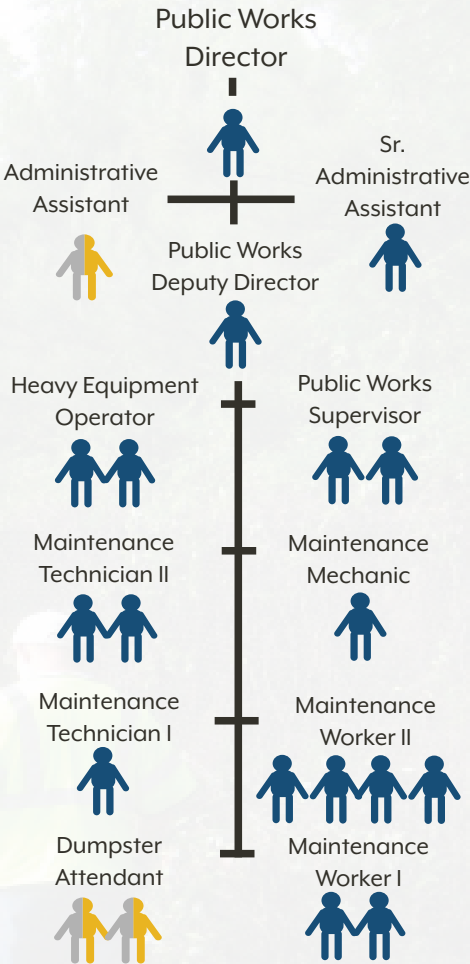 Public Works
Director
Administrative
Assistant
Sr.
Administrative
Assistant
Public Works
Deputy Director
Heavy Equipment
Operator
Public Works
Supervisor
Maintenance
Technician II
Maintenance
Mechanic
Maintenance
Technician I
Maintenance
Worker II
Dumpster
Attendant
Maintenance
Worker I